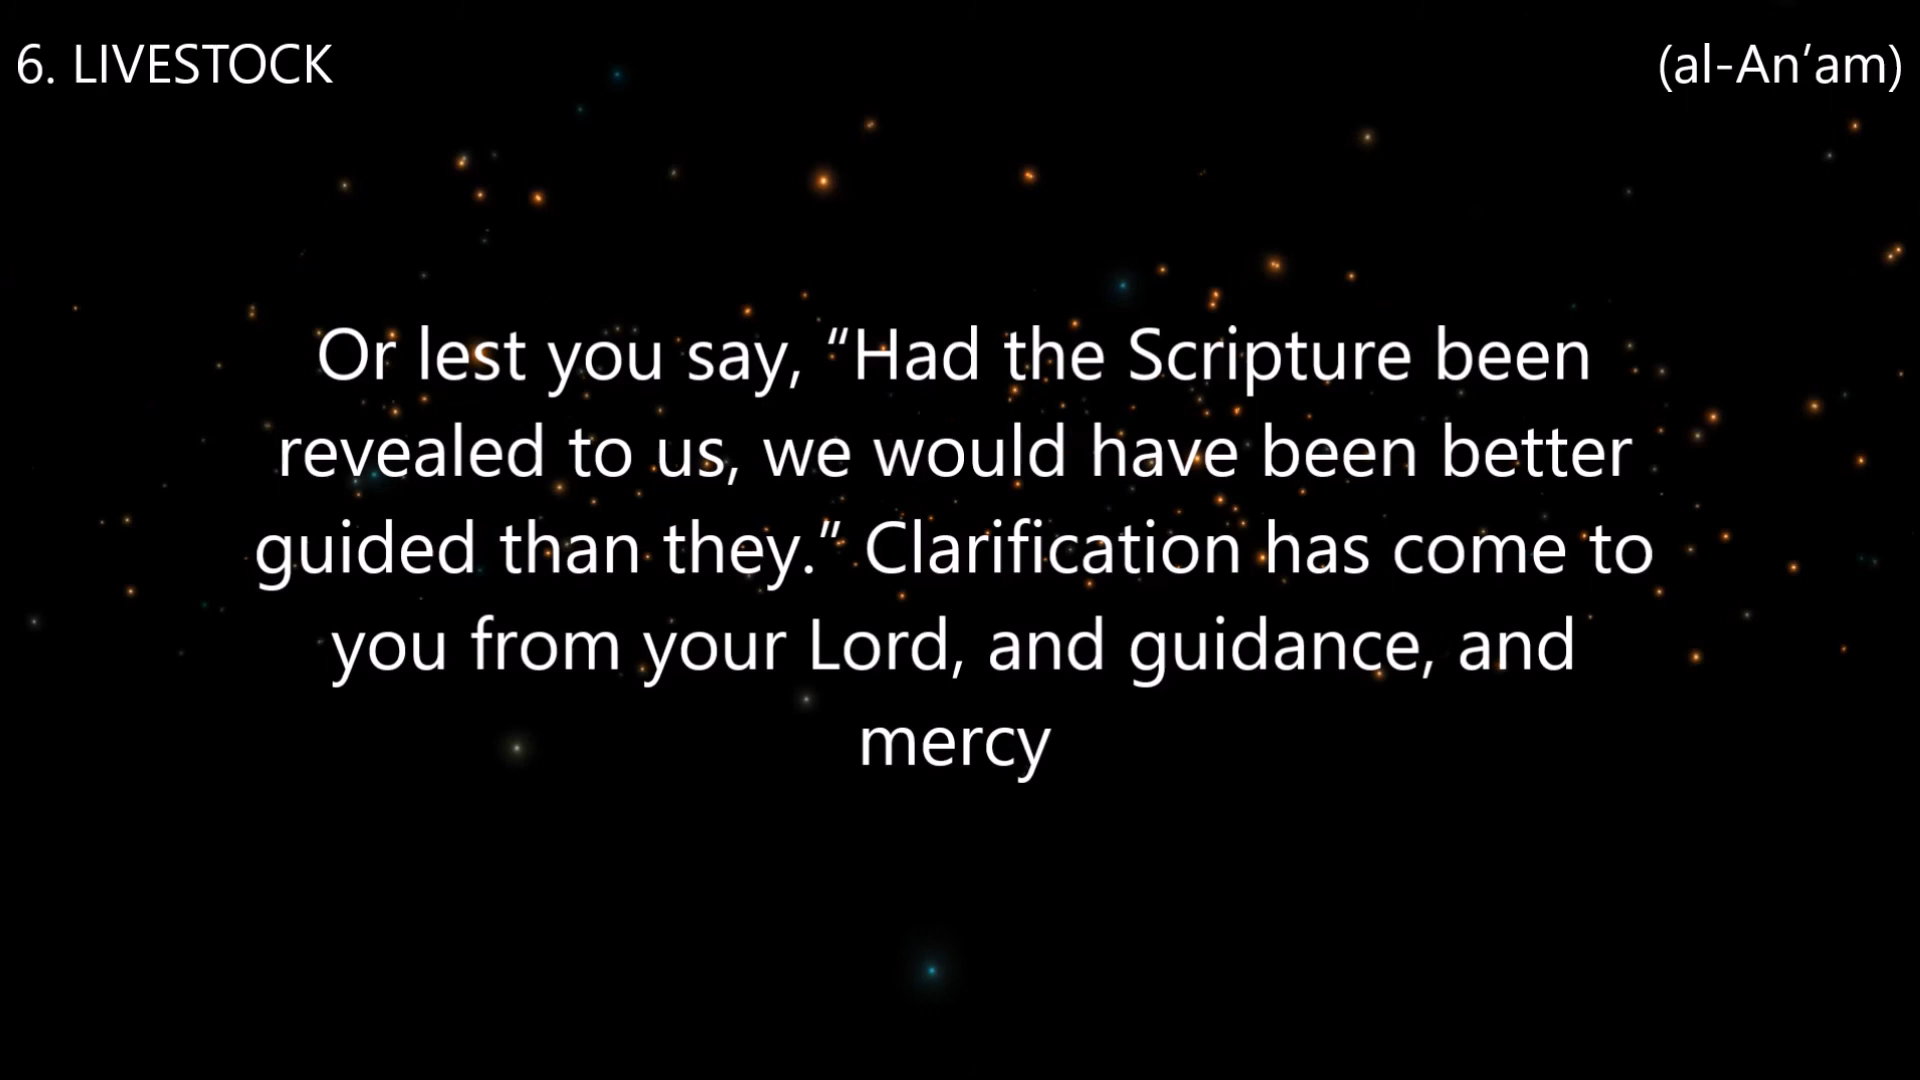 6. LIVESTOCK
(al-An’am)
Or lest you say, “Had the Scripture been
revealed to us, we would have been better
guided than they.” Clarification has come to
you from your Lord, and guidance, and
mercy